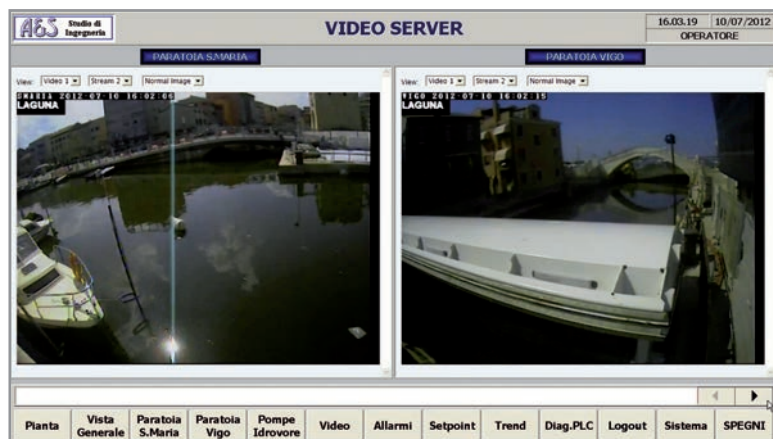 A&S Studio di
Ingegneria
VIDEO SERVER
16.03.19 10/07/2012
OPERATORE
PARATOIA S.MARIA
PARATOIA VIGO
View: Video 1 Stream 2 Normal Image
View: Video 1 Stream 2 Normal Image
SMARIA 2012-07-10 16:02:06
LAGUNA
VIGO 2012-07-10 16:02:15
LAGUNA
Pianta
Vista
Generale
Paratoia
S.Maria
Paratoia
Vigo
Pompe
Idrovore
Video
Allarmi
Setpoint
Trend
Diag.PLC
Logout
Sistema
SPEGNI